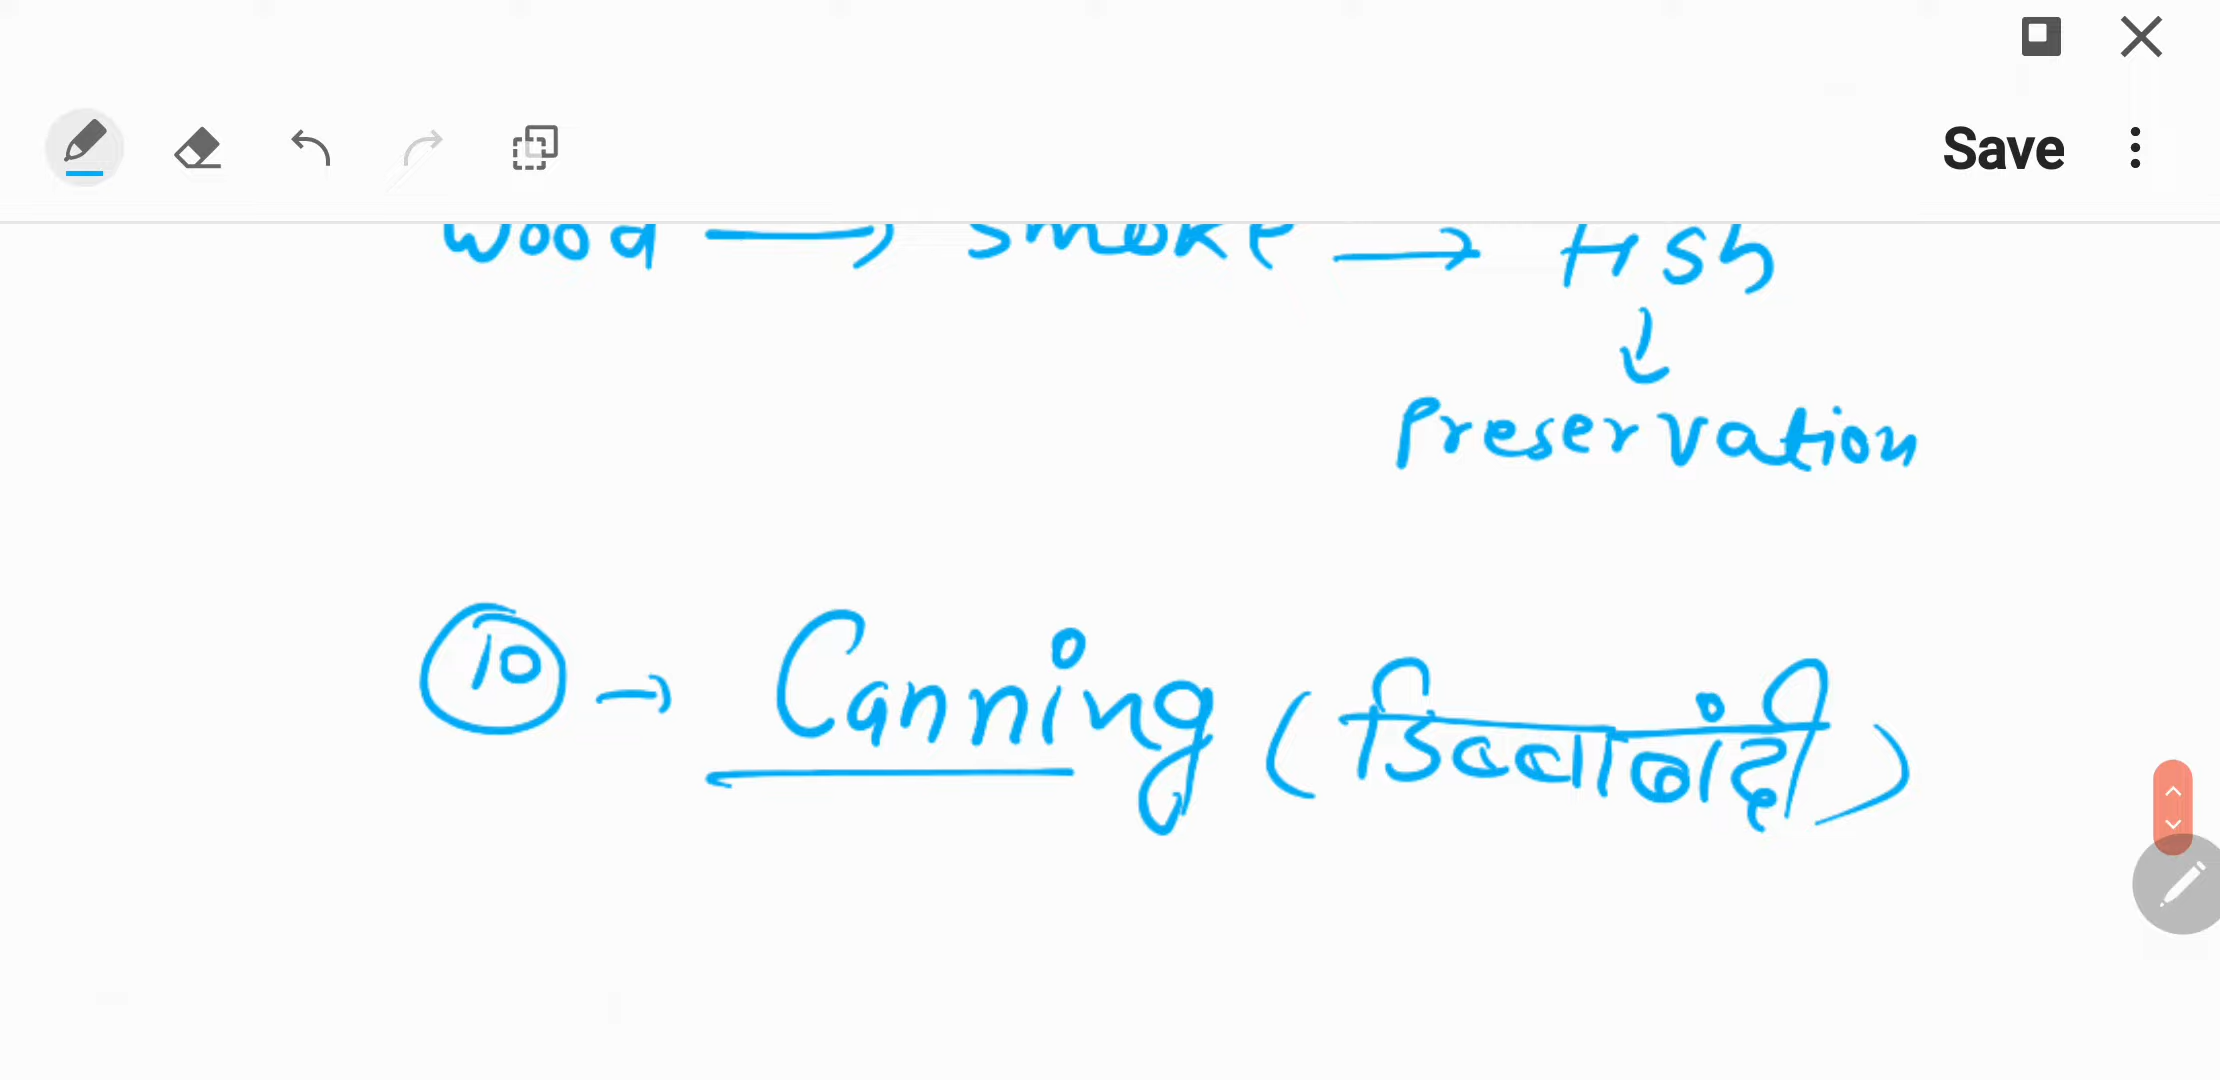 Save
Wood → smoke → fish
↓
Preservation
10 → Canning (डिब्बाबंदी)